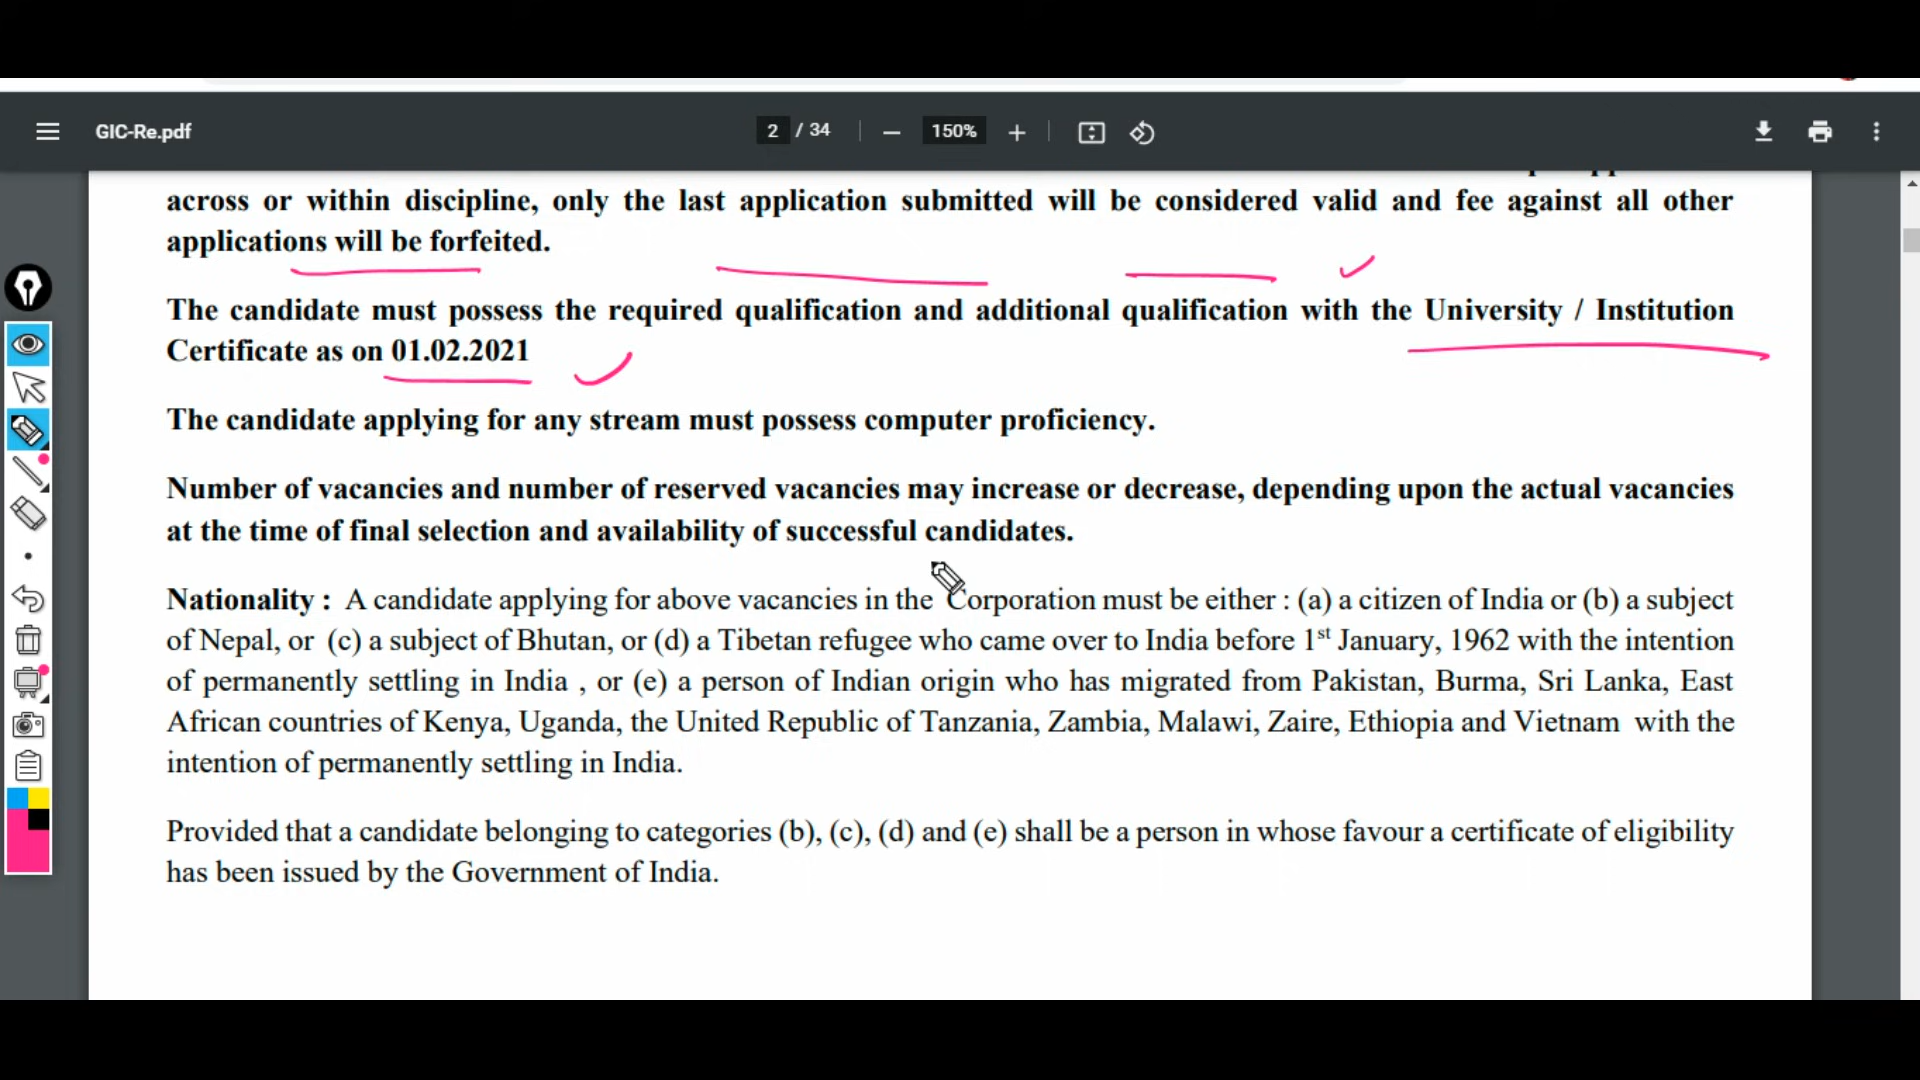 GIC-Re.pdf
2 / 34
150%
across or within discipline, only the last application submitted will be considered valid and fee against all other
applications will be forfeited.
The candidate must possess the required qualification and additional qualification with the University / Institution
Certificate as on 01.02.2021
The candidate applying for any stream must possess computer proficiency.
Number of vacancies and number of reserved vacancies may increase or decrease, depending upon the actual vacancies
at the time of final selection and availability of successful candidates.
Nationality : A candidate applying for above vacancies in the Corporation must be either : (a) a citizen of India or (b) a subject
of Nepal, or (c) a subject of Bhutan, or (d) a Tibetan refugee who came over to India before 1st January, 1962 with the intention
of permanently settling in India , or (e) a person of Indian origin who has migrated from Pakistan, Burma, Sri Lanka, East
African countries of Kenya, Uganda, the United Republic of Tanzania, Zambia, Malawi, Zaire, Ethiopia and Vietnam with the
intention of permanently settling in India.
Provided that a candidate belonging to categories (b), (c), (d) and (e) shall be a person in whose favour a certificate of eligibility
has been issued by the Government of India.